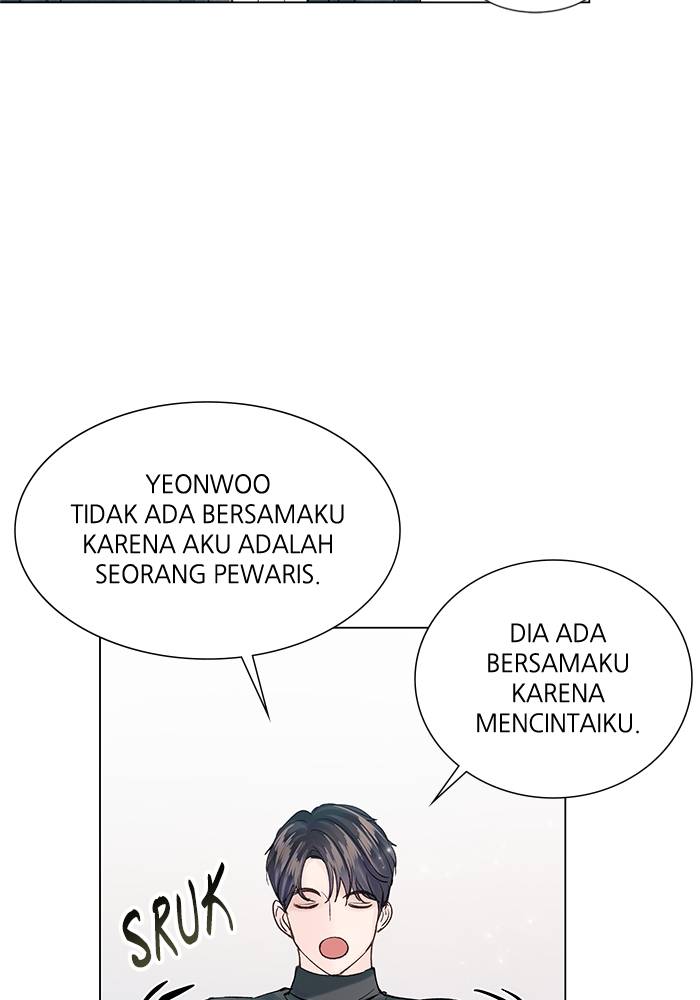 YEONWOO
TIDAK ADA BERSAMAKU
KARENA AKU ADALAH
SEORANG PEWARIS.
DIA ADA
BERSAMAKU
KARENA
MENCINTAIKU.
SRUK